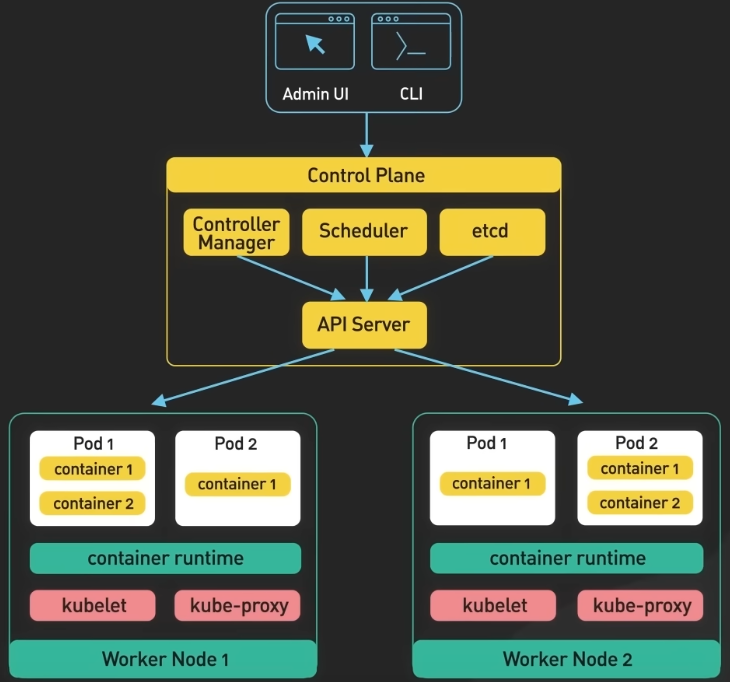 Admin UI
CLI
Control Plane
Controller
Manager
Scheduler
etcd
API Server
Pod 1
container 1
container 2
Pod 2
container 1
container runtime
kubelet
kube-proxy
Worker Node 1
Pod 1
container 1
Pod 2
container 1
container 2
container runtime
kubelet
kube-proxy
Worker Node 2